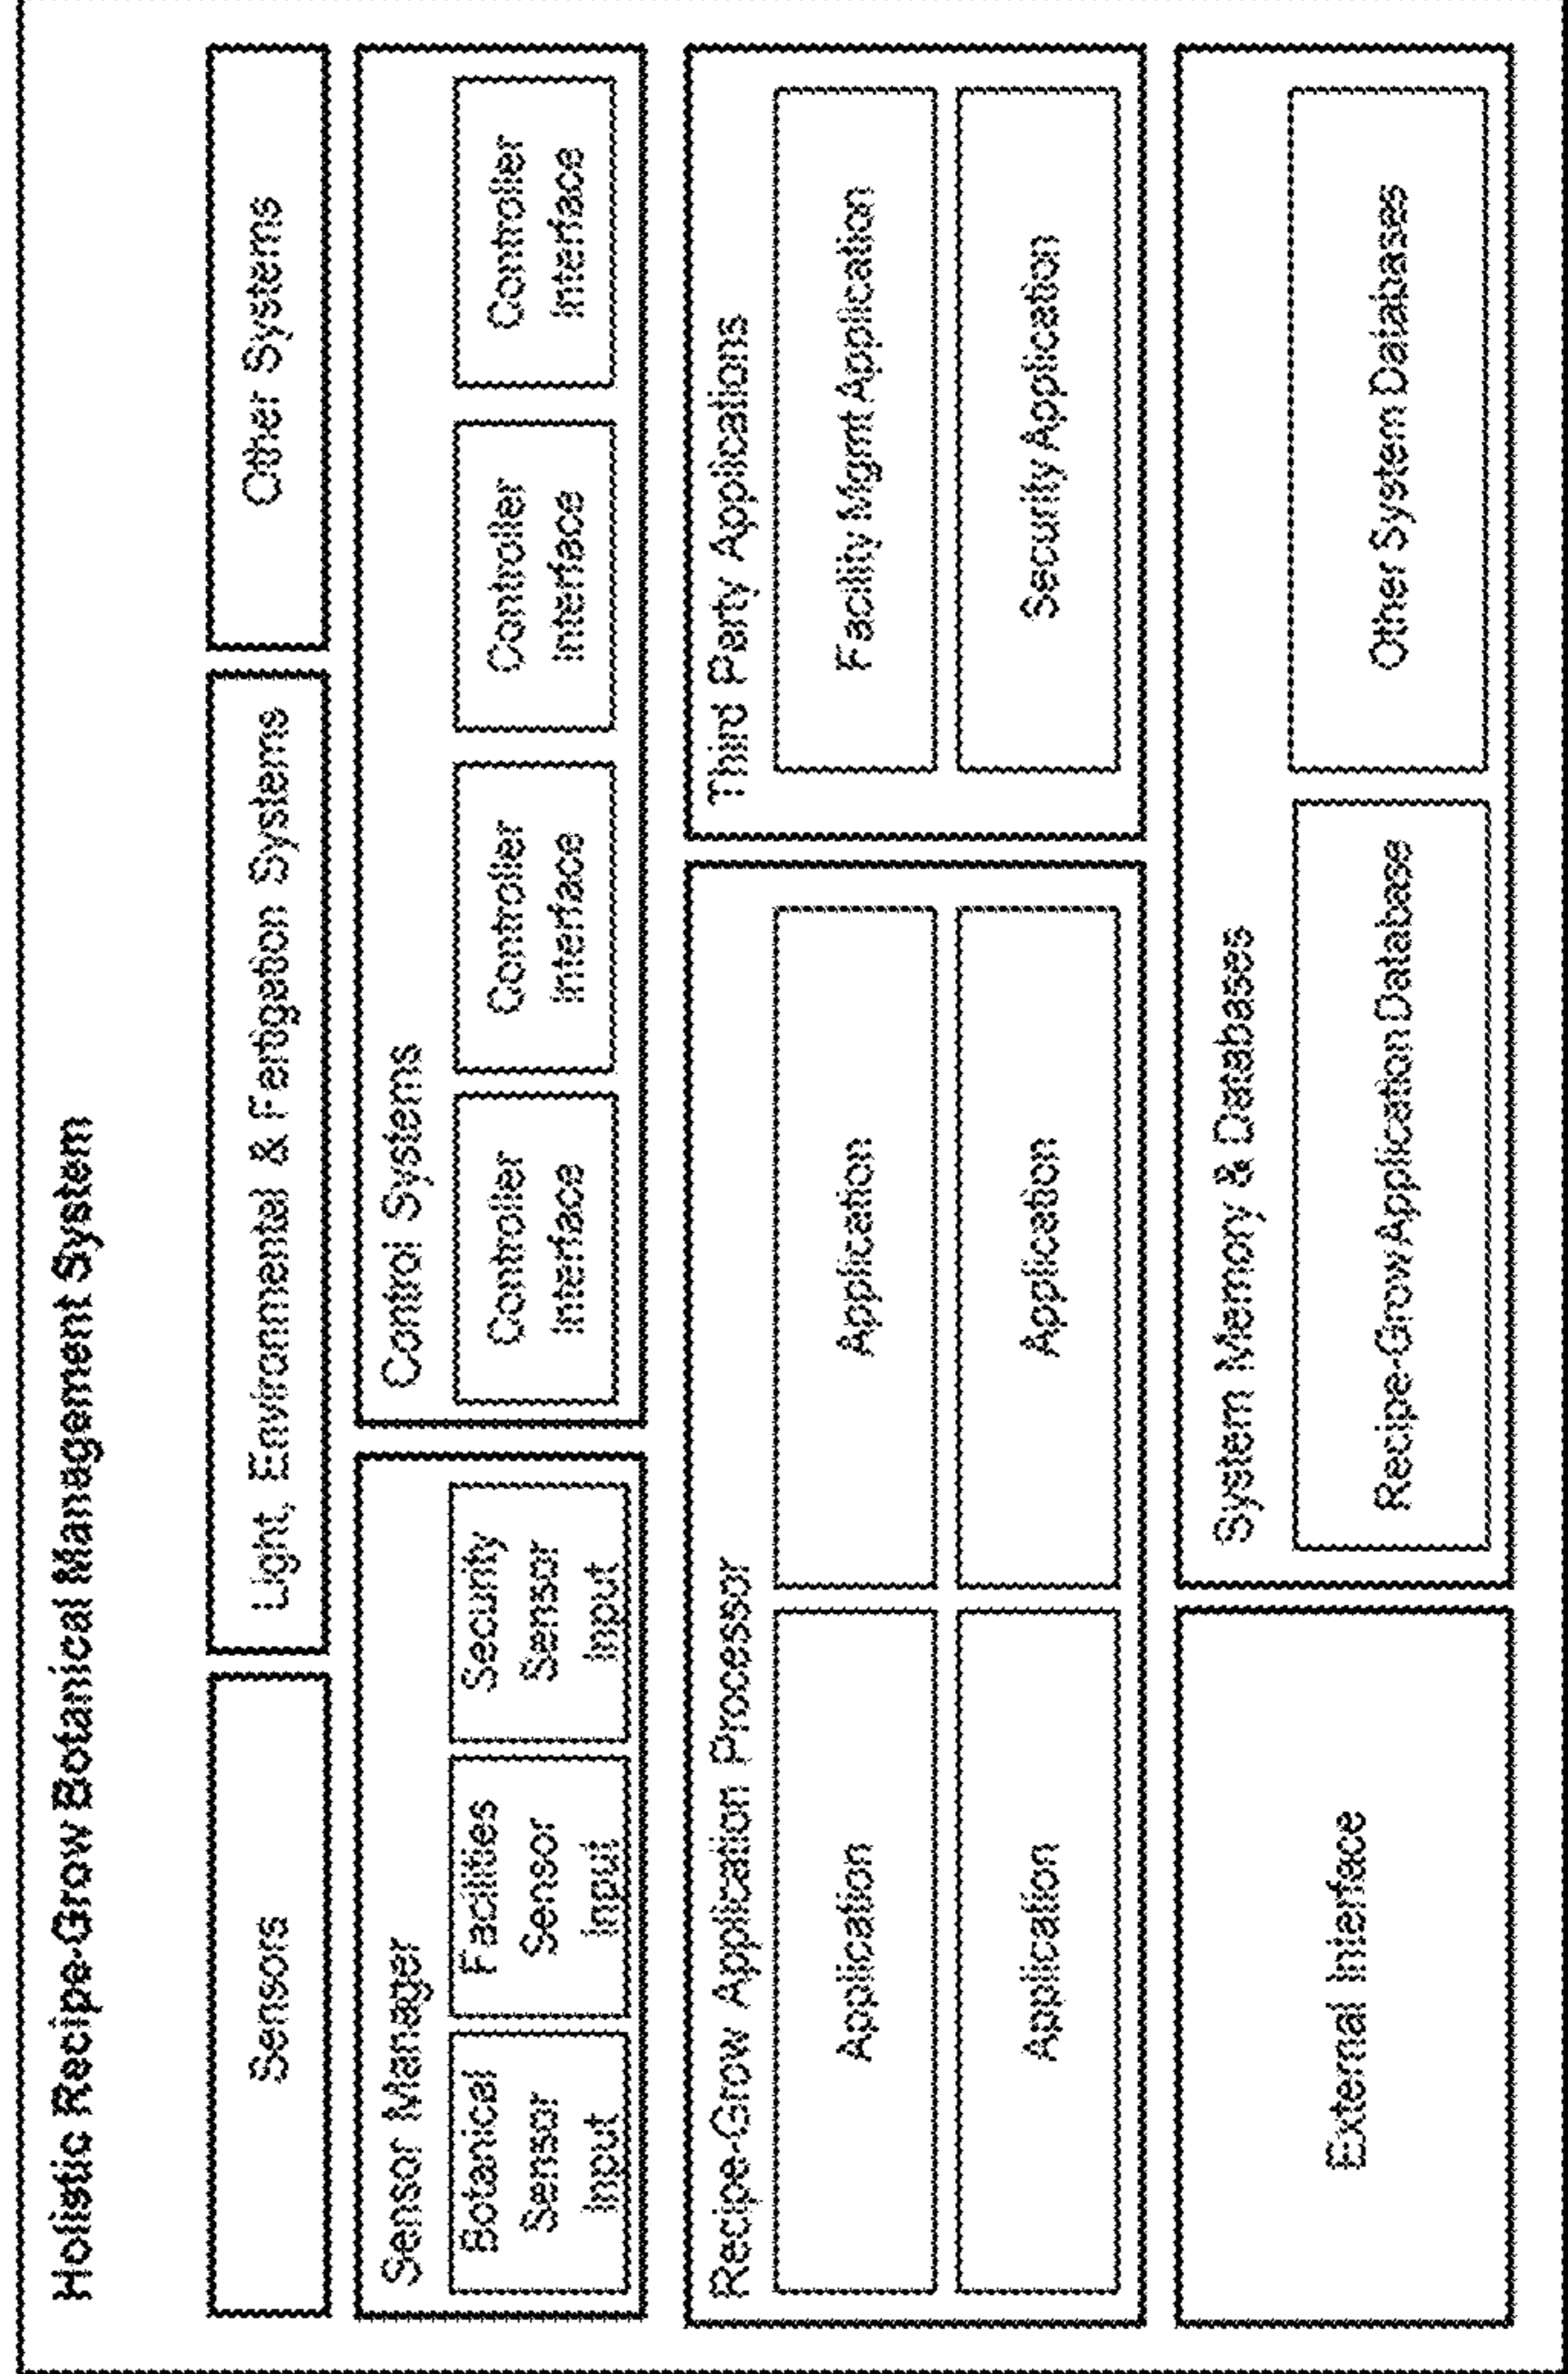 Holistic Recipe-Grow Botanical Management System
Sensors
Light, Environmental & Fertigation Systems
Other Systems
Sensor Manager
Botanical
Sensor
Input
Facilities
Sensor
Input
Security
Sensor
Input
Control Systems
Controller
Interface
Controller
Interface
Controller
Interface
Controller
Interface
Recipe-Grow Application Processor
Application
Application
Application
Application
Third Party Applications
Facility Mgmt Application
Security Application
External Interface
System Memory & Databases
Recipe-Grow Application Database
Other System Databases